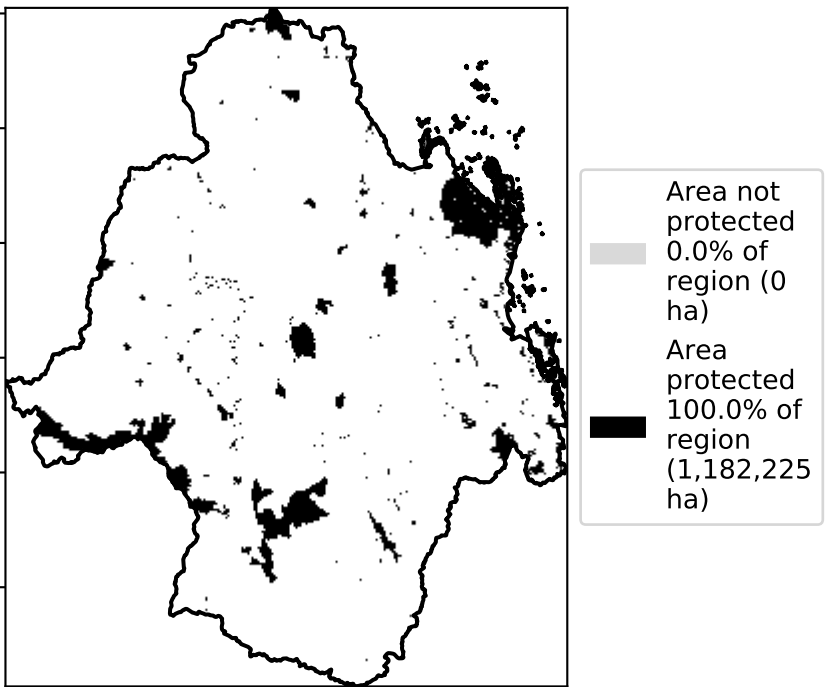 Area not
protected
0.0% of
region (0
ha)
Area
protected
100.0% of
region
(1,182,225
ha)